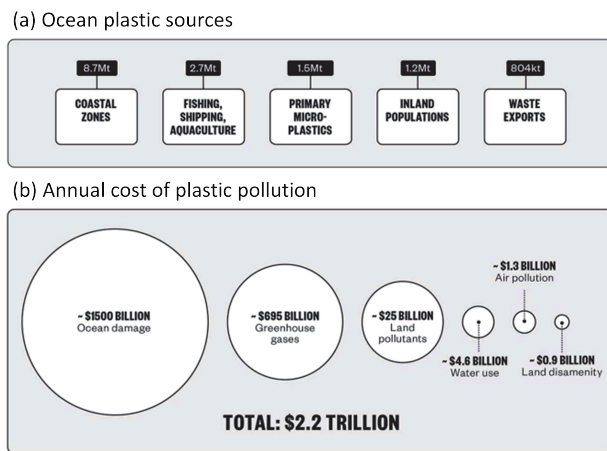 (a) Ocean plastic sources
8.7Mt
2.7Mt
1.5Mt
1.2Mt
804kt
COASTAL
ZONES
FISHING,
SHIPPING,
AQUACULTURE
PRIMARY
MICRO-
PLASTICS
INLAND
POPULATIONS
WASTE
EXPORTS
(b) Annual cost of plastic pollution
~ $1500 BILLION
Ocean damage
~ $695 BILLION
Greenhouse
gases
~ $25 BILLION
Land
pollutants
~ $4.6 BILLION
Water use
~ $1.3 BILLION
Air pollution
~ $0.9 BILLION
Land disamenity
TOTAL: $2.2 TRILLION